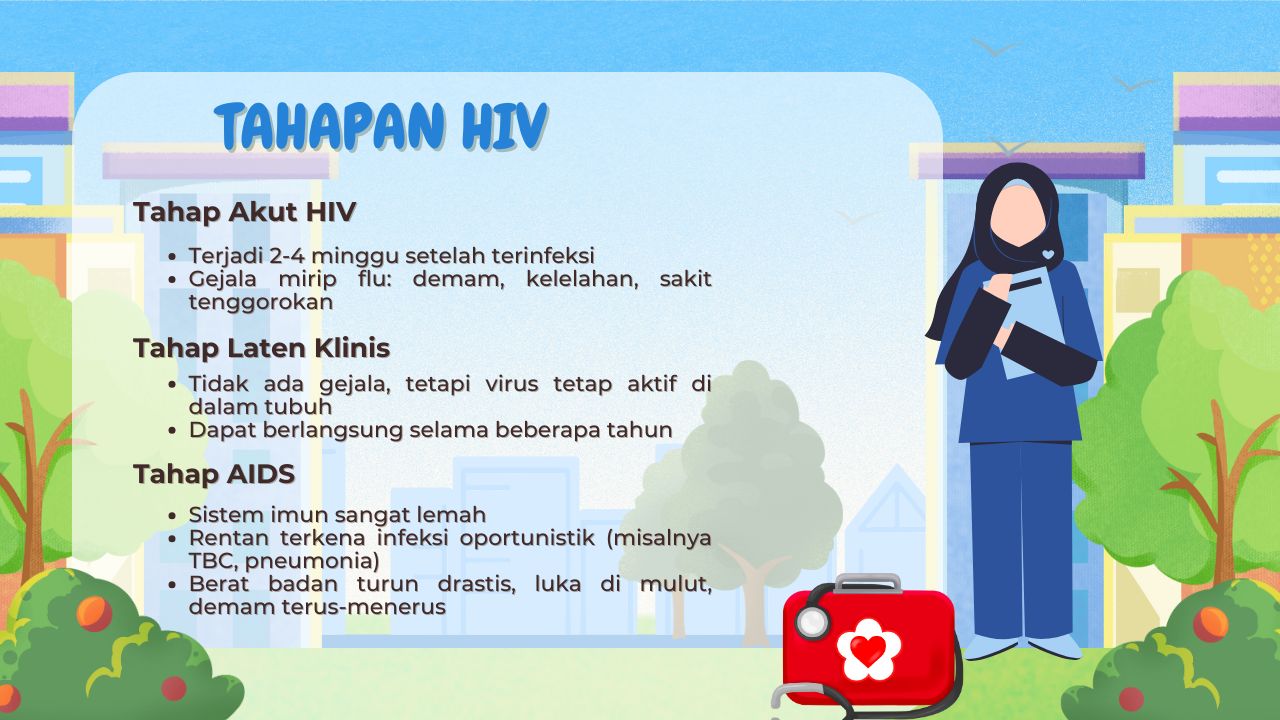 TAHAPAN HIV
Tahap Akut HIV
• Terjadi 2-4 minggu setelah terinfeksi
• Gejala mirip flu: demam, kelelahan, sakit
tenggorokan
Tahap Laten Klinis
• Tidak ada gejala, tetapi virus tetap aktif di
dalam tubuh
• Dapat berlangsung selama beberapa tahun
Tahap AIDS
• Sistem imun sangat lemah
• Rentan terkena infeksi oportunistik (misalnya
TBC, pneumonia)
• Berat badan turun drastis, luka di mulut,
demam terus-menerus